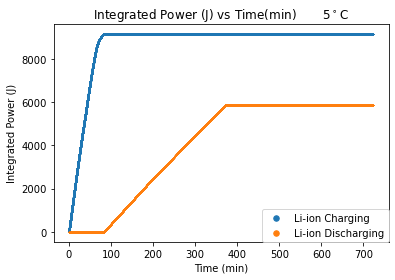 Integrated Power (J) vs Time(min) 5°C
Integrated Power (J)
8000
6000
4000
2000
0
Li-ion Charging
Li-ion Discharging
0 100 200 300 400 500 600 700
Time (min)